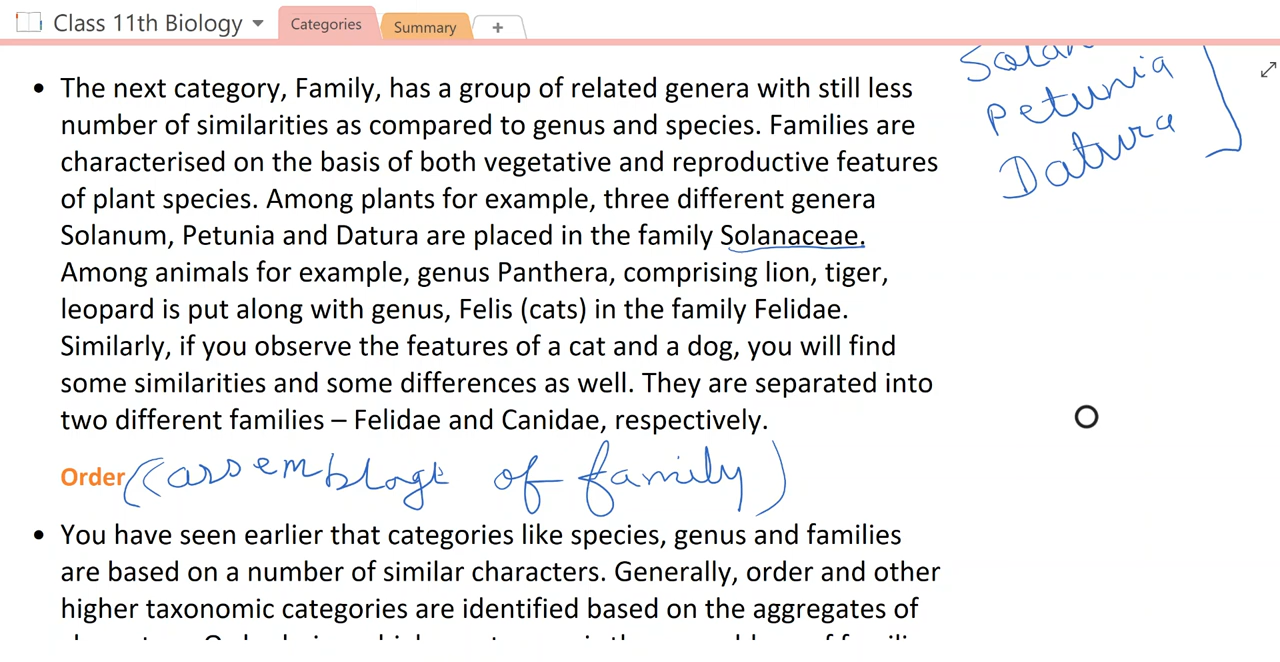 Class 11th Biology
Categories
Summary
+
Petunia
Datura
• The next category, Family, has a group of related genera with still less
number of similarities as compared to genus and species. Families are
characterised on the basis of both vegetative and reproductive features
of plant species. Among plants for example, three different genera
Solanum, Petunia and Datura are placed in the family Solanaceae.
Among animals for example, genus Panthera, comprising lion, tiger,
leopard is put along with genus, Felis (cats) in the family Felidae.
Similarly, if you observe the features of a cat and a dog, you will find
some similarities and some differences as well. They are separated into
two different families – Felidae and Canidae, respectively.
Order ((assemblage of family)
• You have seen earlier that categories like species, genus and families
are based on a number of similar characters. Generally, order and other
higher taxonomic categories are identified based on the aggregates of